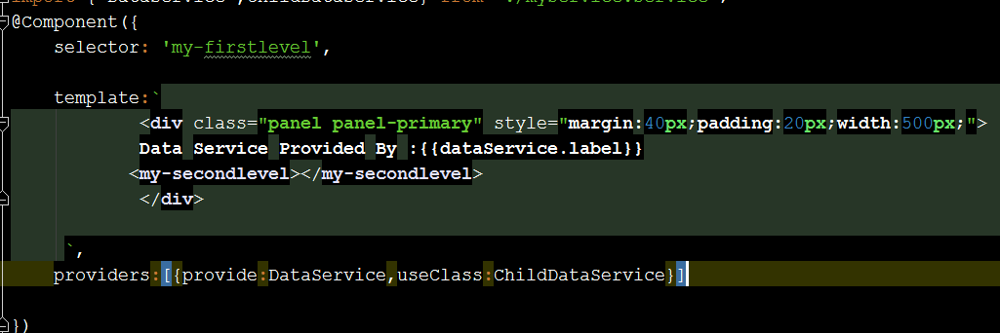 @Component({
selector: 'my-firstlevel',
template:`
<div class="panel panel-primary" style="margin:40px;padding:20px;width:500px;">
Data Service Provided By :{{dataService.label}}
<my-secondlevel></my-secondlevel>
</div>
`,
providers:[{provide:DataService,useClass:ChildDataService}]
})